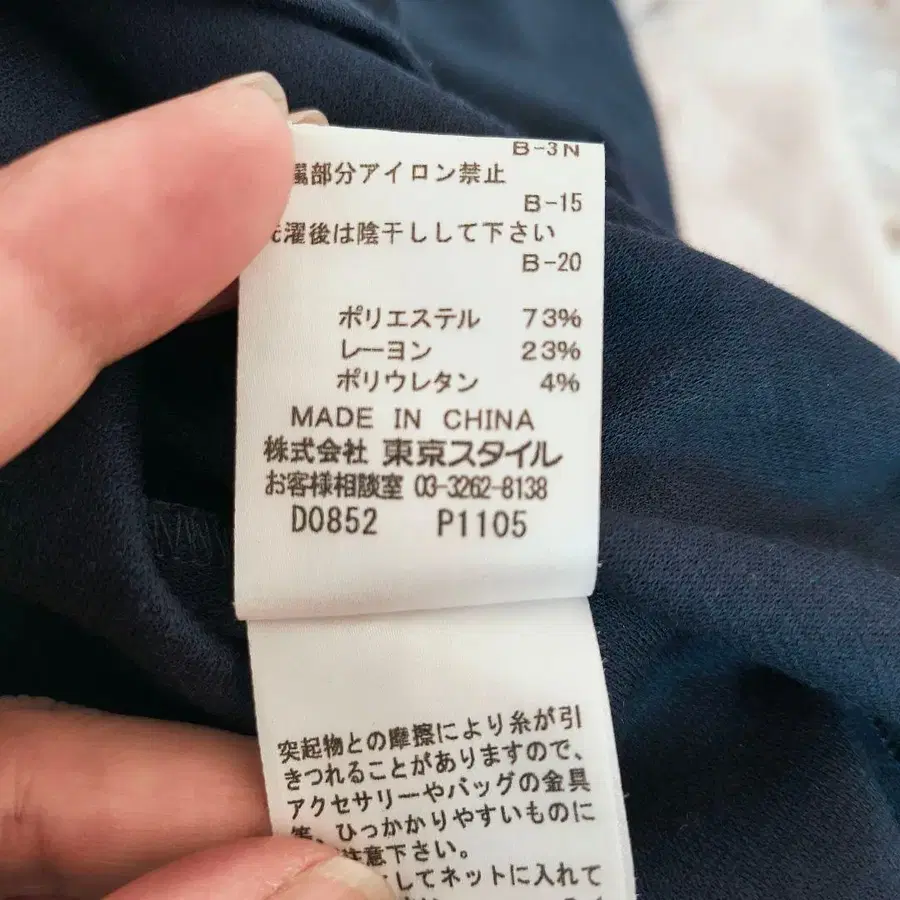 B-3N
部分アイロン禁止
B-15
濯後は陰干しして下さい
B-20
ポリエステル 73%
レーヨン 23%
ポリウレタン 4%
MADE IN CHINA
株式会社 東京スタイル
お客様相談室 03-3262-8138
D0852 P1105
突起物との摩擦により糸が引
きつれることがありますので、
アクセサリーやバッグの金具
等、ひっかかりやすいものに
注意下さい。
してネットに入れて